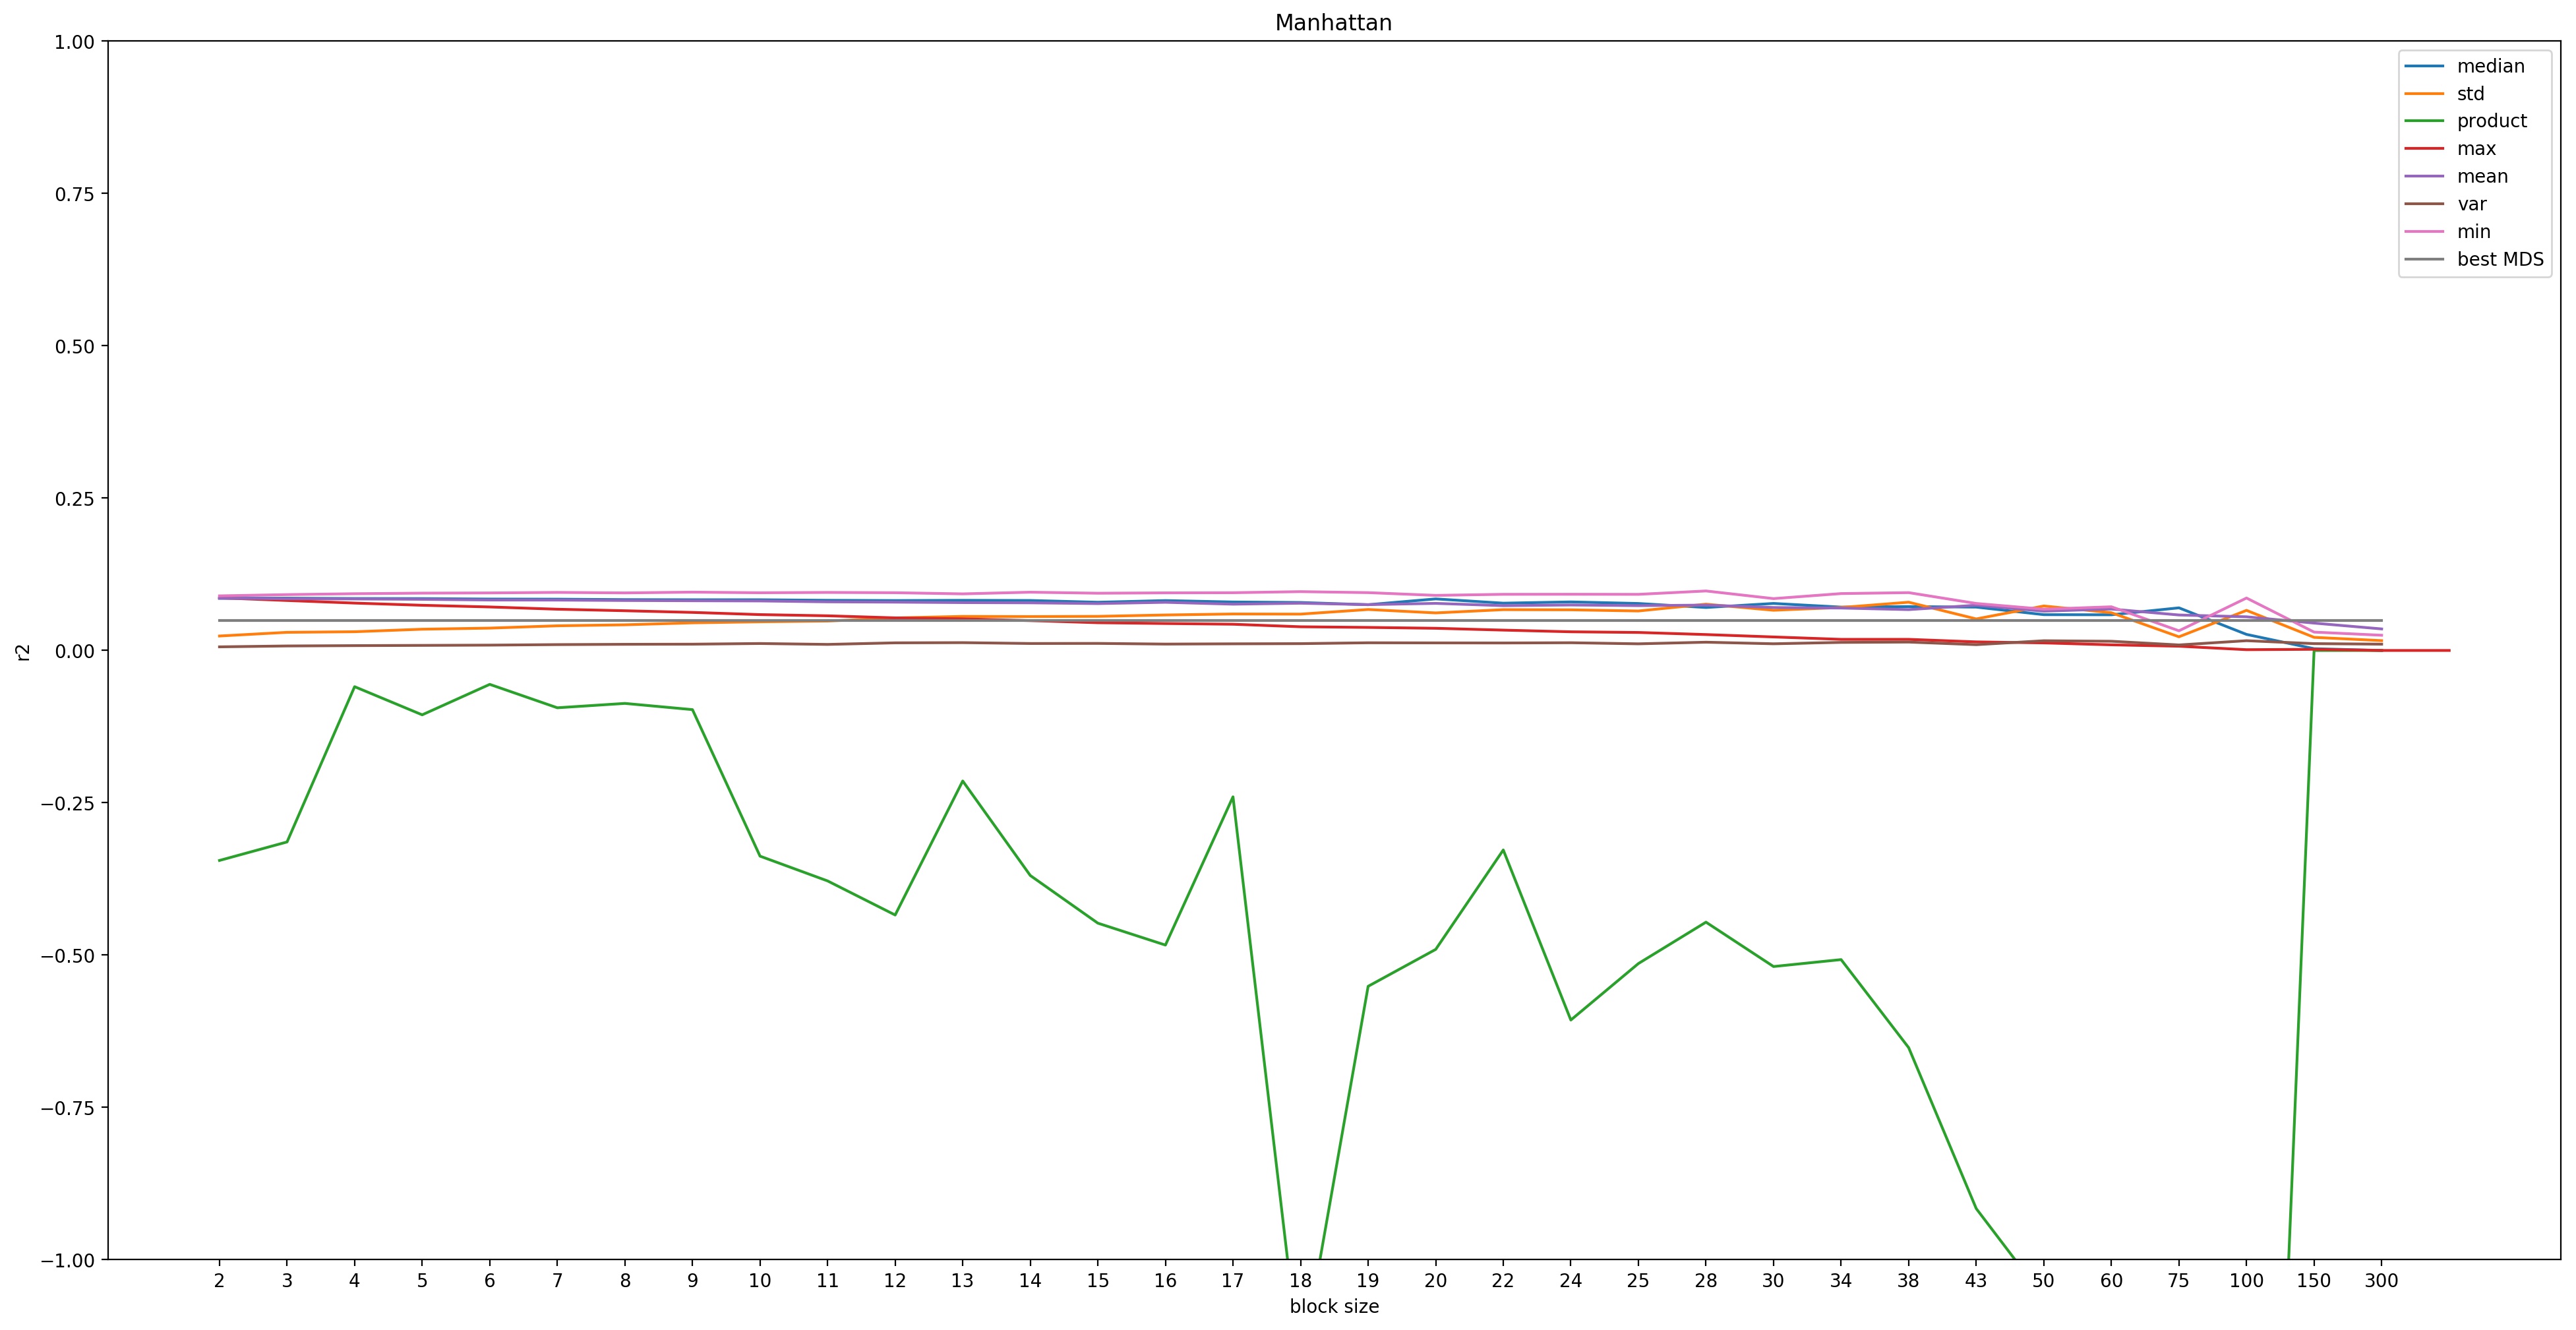 Manhattan
1.00
0.75
0.50
0.25
0.00
−0.25
−0.50
−0.75
−1.00
r2
median
std
product
max
mean
var
min
best MDS
2 3 4 5 6 7 8 9 10 11 12 13 14 15 16 17 18 19 20 22 24 25 28 30 34 38 43 50 60 75 100 150 300
block size